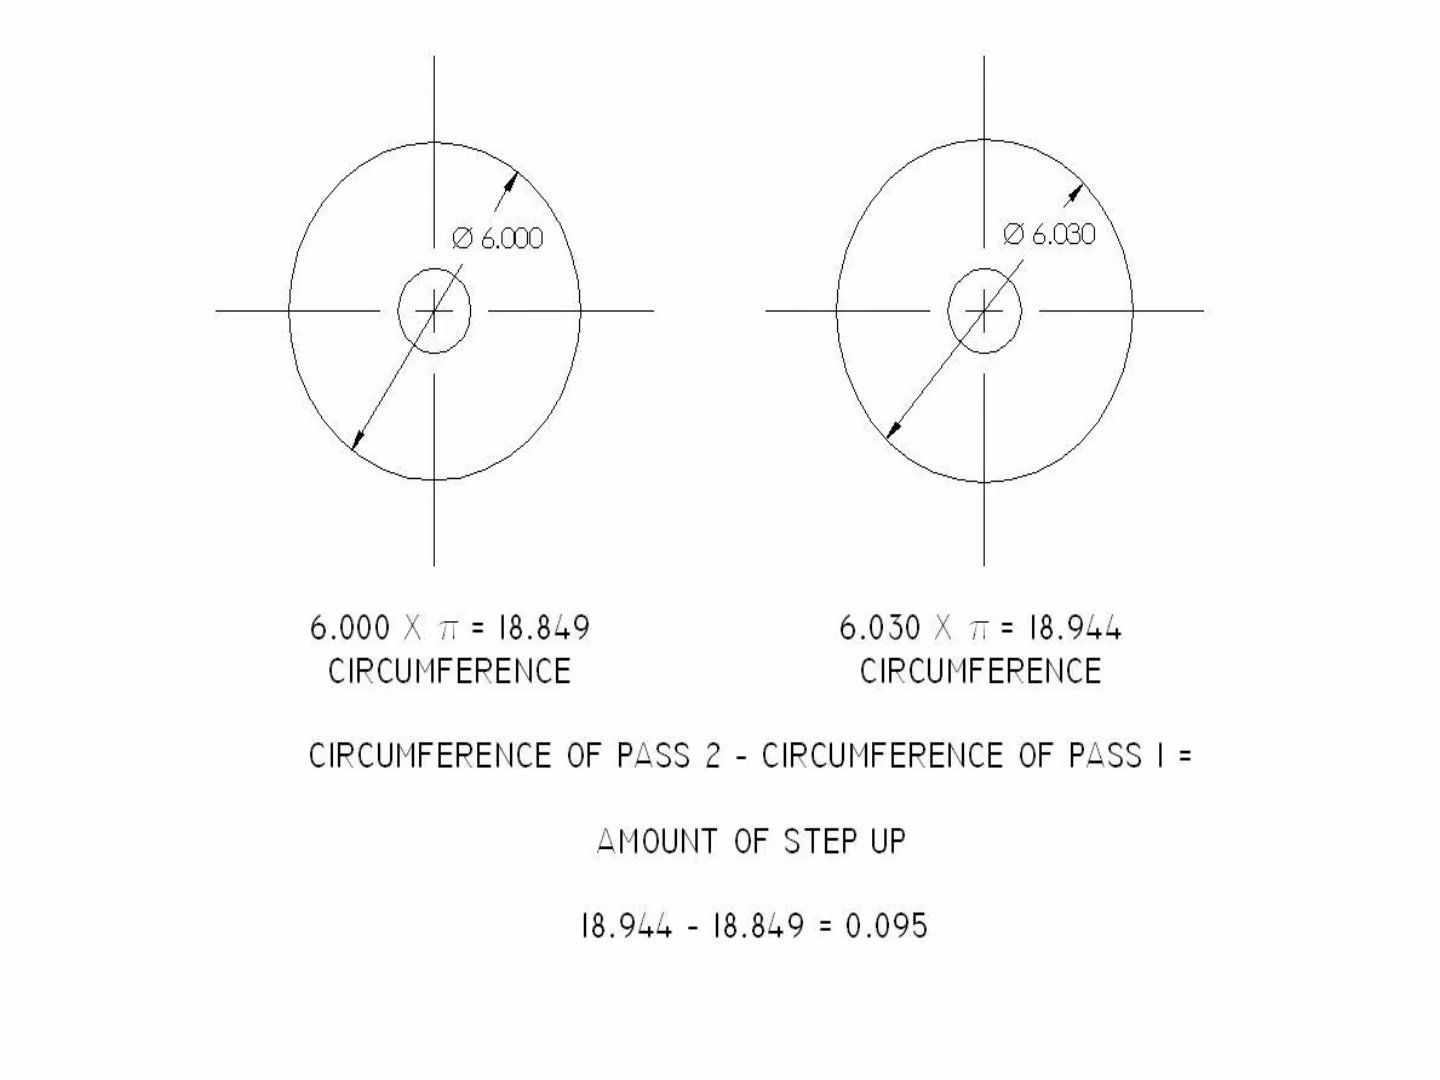 Ø 6.000
Ø 6.030
6.000 X π = 18.849
CIRCUMFERENCE
6.030 X π = 18.944
CIRCUMFERENCE
CIRCUMFERENCE OF PASS 2 - CIRCUMFERENCE OF PASS 1 =
AMOUNT OF STEP UP
18.944 - 18.849 = 0.095